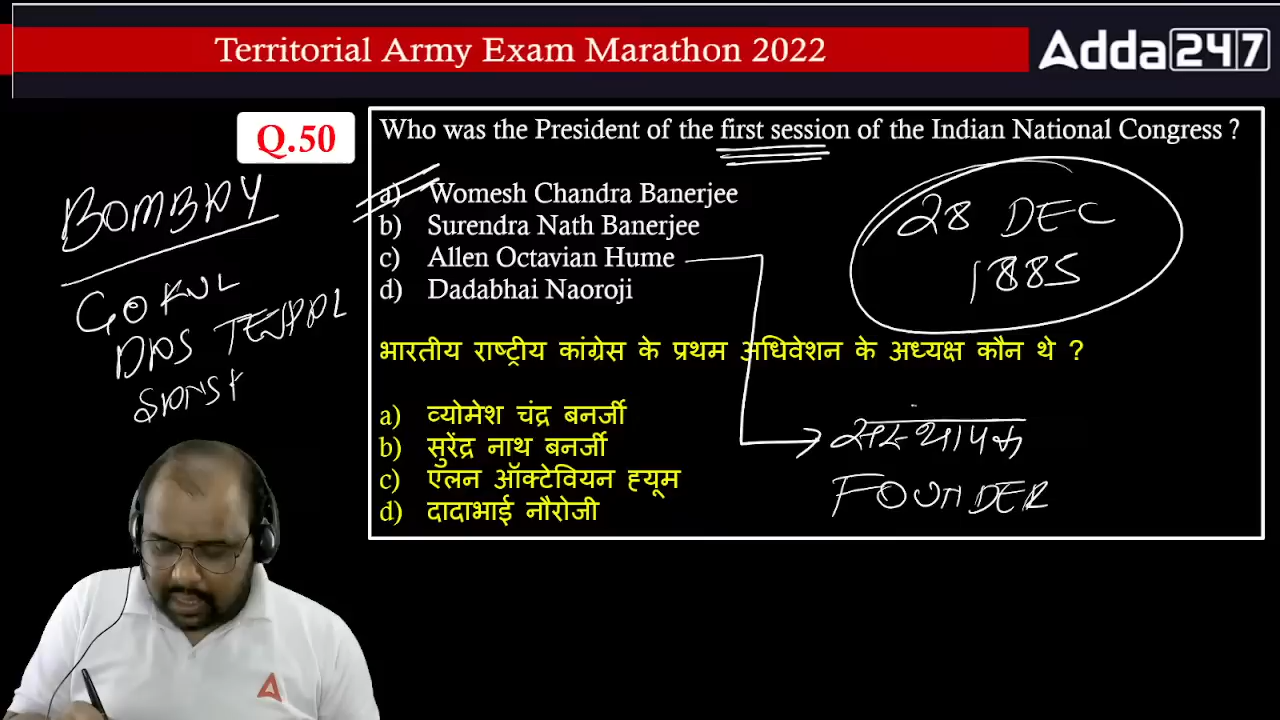 Territorial Army Exam Marathon 2022
Adda247
Q.50
Who was the President of the first session of the Indian National Congress ?
a) Womesh Chandra Banerjee
b) Surendra Nath Banerjee
c) Allen Octavian Hume
d) Dadabhai Naoroji
भारतीय राष्ट्रीय कांग्रेस के प्रथम अधिवेशन के अध्यक्ष कौन थे ?
a) व्योमेश चंद्र बनर्जी
b) सुरेंद्र नाथ बनर्जी
c) एलन ऑक्टेवियन ह्यूम
d) दादाभाई नौरोजी
BOMBAY
GOKUL
DAS TEJPAL
SANSK
28 DEC
1885
संस्थापक
FOUNDER